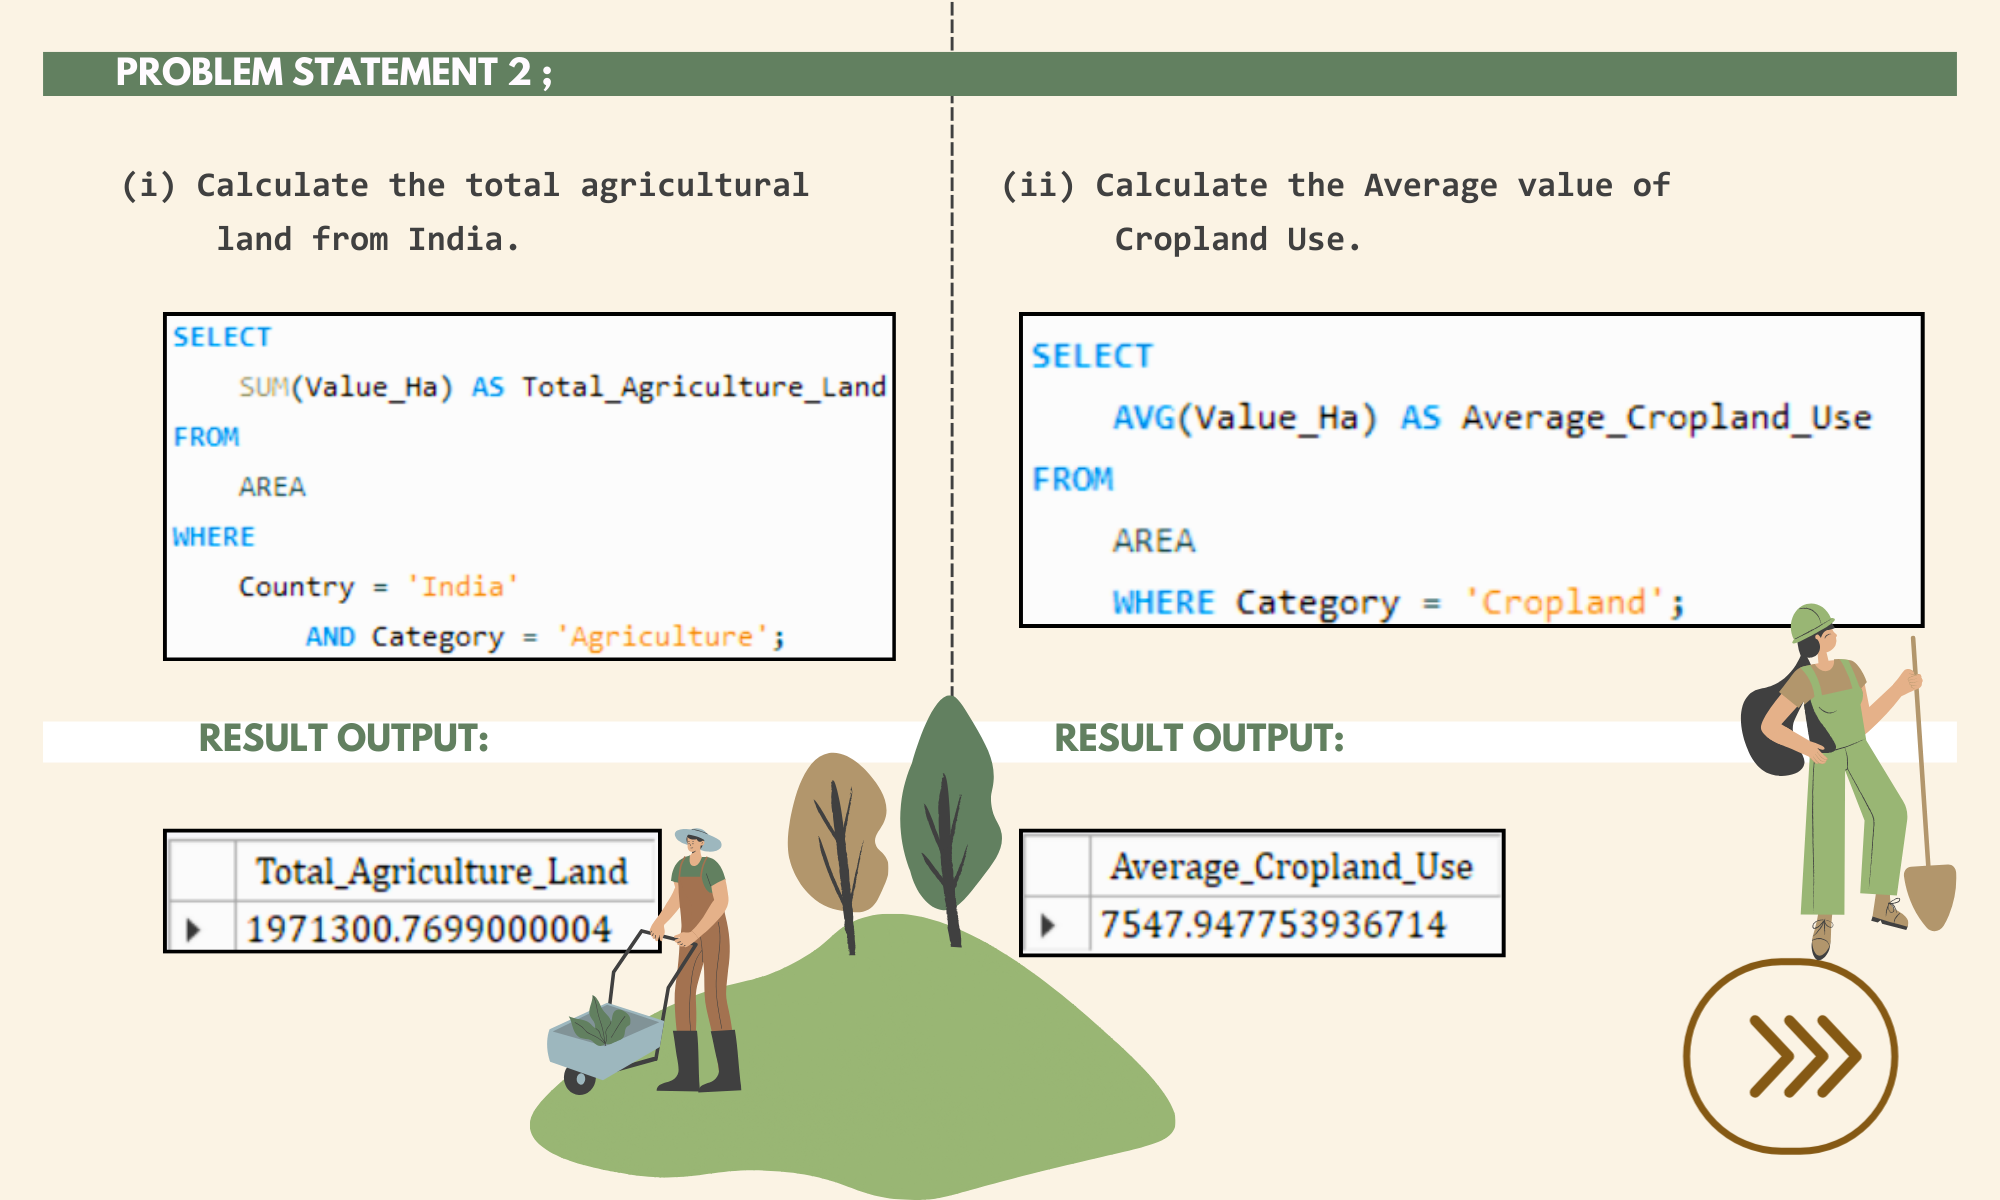 PROBLEM STATEMENT 2 ;
(i) Calculate the total agricultural
land from India.
SELECT
SUM(Value_Ha) AS Total_Agriculture_Land
FROM
AREA
WHERE
Country = 'India'
AND Category = 'Agriculture';
RESULT OUTPUT:
Total_Agriculture_Land
1971300.7699000004
(ii) Calculate the Average value of
Cropland Use.
SELECT
AVG(Value_Ha) AS Average_Cropland_Use
FROM
AREA
WHERE Category = 'Cropland';
RESULT OUTPUT:
Average_Cropland_Use
7547.947753936714